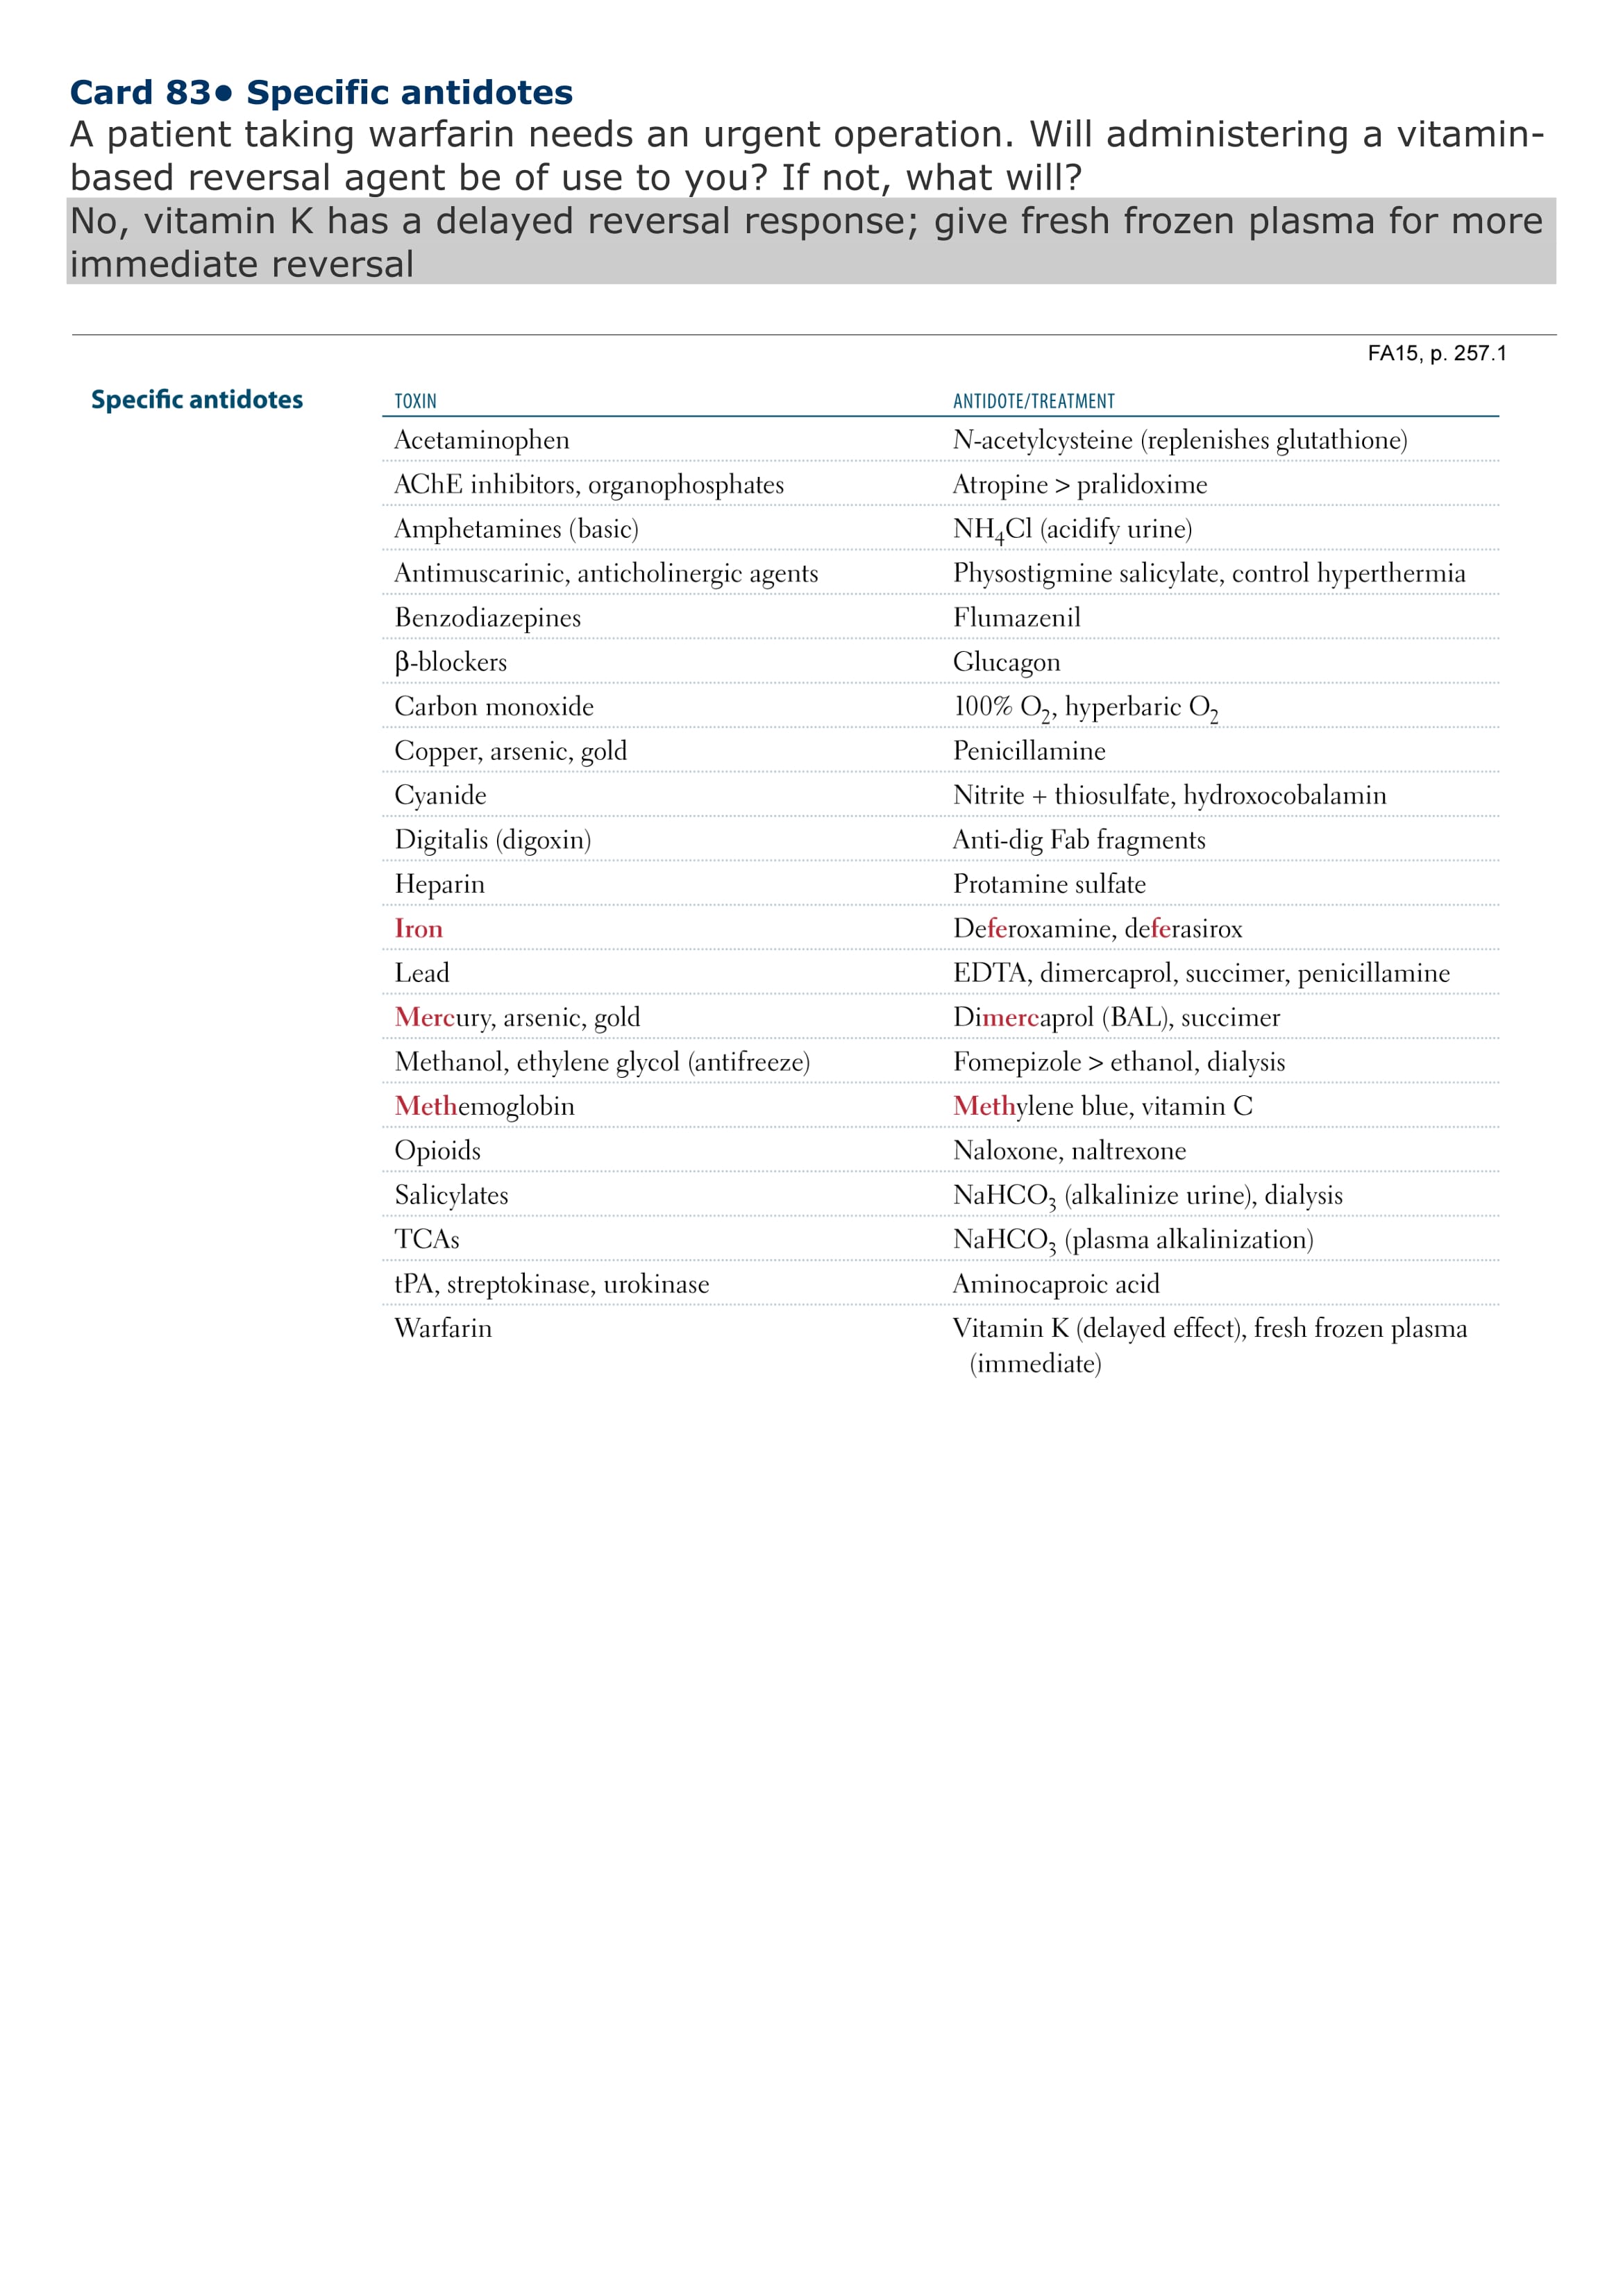 Card 83● Specific antidotes
A patient taking warfarin needs an urgent operation. Will administering a vitamin-
based reversal agent be of use to you? If not, what will?
No, vitamin K has a delayed reversal response; give fresh frozen plasma for more
immediate reversal
FA15, p. 257.1
Specific antidotes TOXIN ANTIDOTE/TREATMENT
Acetaminophen N-acetylcysteine (replenishes glutathione)
AChE inhibitors, organophosphates Atropine > pralidoxime
Amphetamines (basic) NH₄Cl (acidify urine)
Antimuscarinic, anticholinergic agents Physostigmine salicylate, control hyperthermia
Benzodiazepines Flumazenil
β-blockers Glucagon
Carbon monoxide 100% O₂, hyperbaric O₂
Copper, arsenic, gold Penicillamine
Cyanide Nitrite + thiosulfate, hydroxocobalamin
Digitalis (digoxin) Anti-dig Fab fragments
Heparin Protamine sulfate
Iron Deferoxamine, deferasirox
Lead EDTA, dimercaprol, succimer, penicillamine
Mercury, arsenic, gold Dimercaprol (BAL), succimer
Methanol, ethylene glycol (antifreeze) Fomepizole > ethanol, dialysis
Methemoglobin Methylene blue, vitamin C
Opioids Naloxone, naltrexone
Salicylates NaHCO₃ (alkalinize urine), dialysis
TCAs NaHCO₃ (plasma alkalinization)
tPA, streptokinase, urokinase Aminocaproic acid
Warfarin Vitamin K (delayed effect), fresh frozen plasma
(immediate)